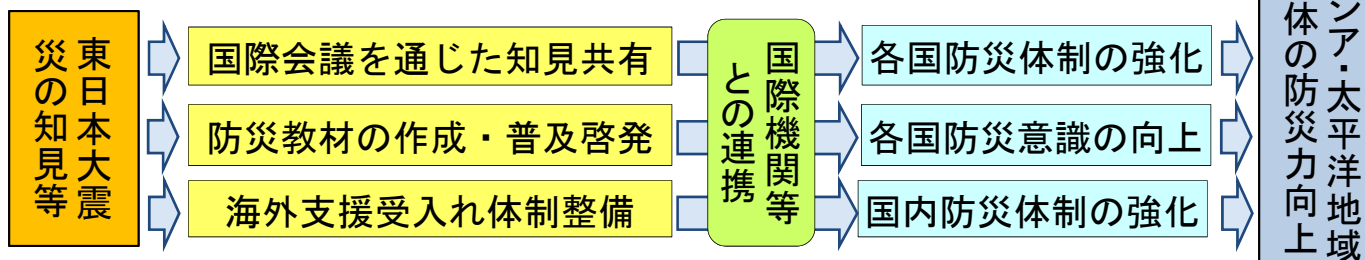 東日本大震
災の知見等
国際会議を通じた知見共有
防災教材の作成・普及啓発
海外支援受入れ体制整備
国際機関等
との連携
各国防災体制の強化
各国防災意識の向上
国内防災体制の強化
ンア・太平洋地域
体の防災力向上